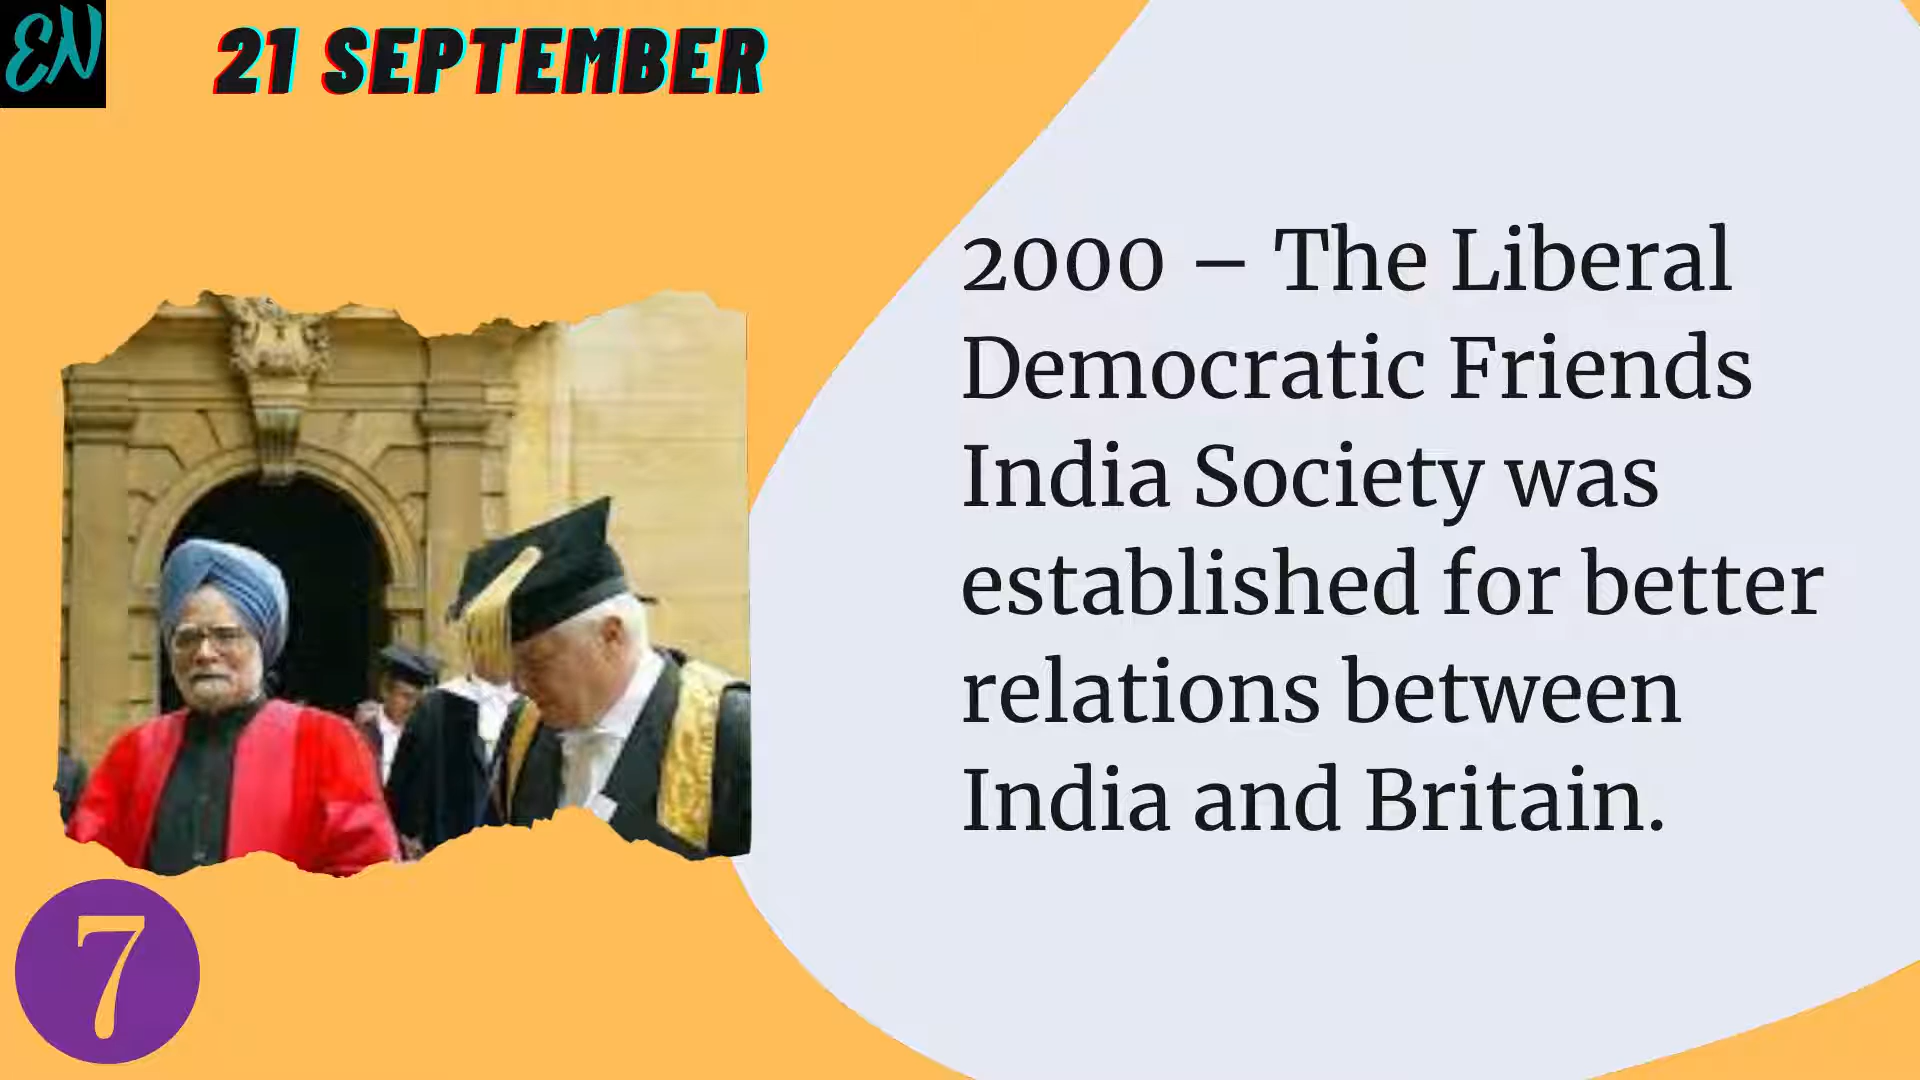 EN
21 SEPTEMBER
2000 – The Liberal
Democratic Friends
India Society was
established for better
relations between
India and Britain.
7